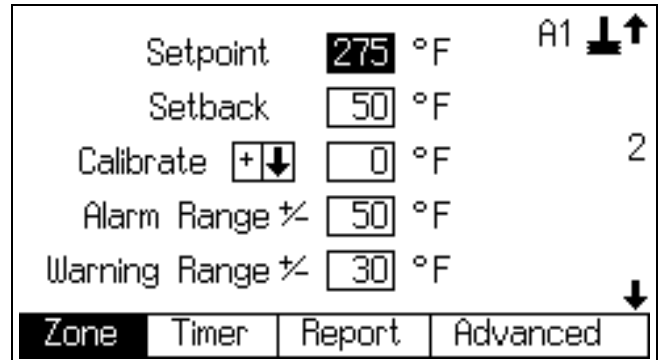 A1
Setpoint 275 °F
Setback 50 °F
Calibrate + 0 °F
2
Alarm Range +/- 50 °F
Warning Range +/- 30 °F
Zone Timer Report Advanced